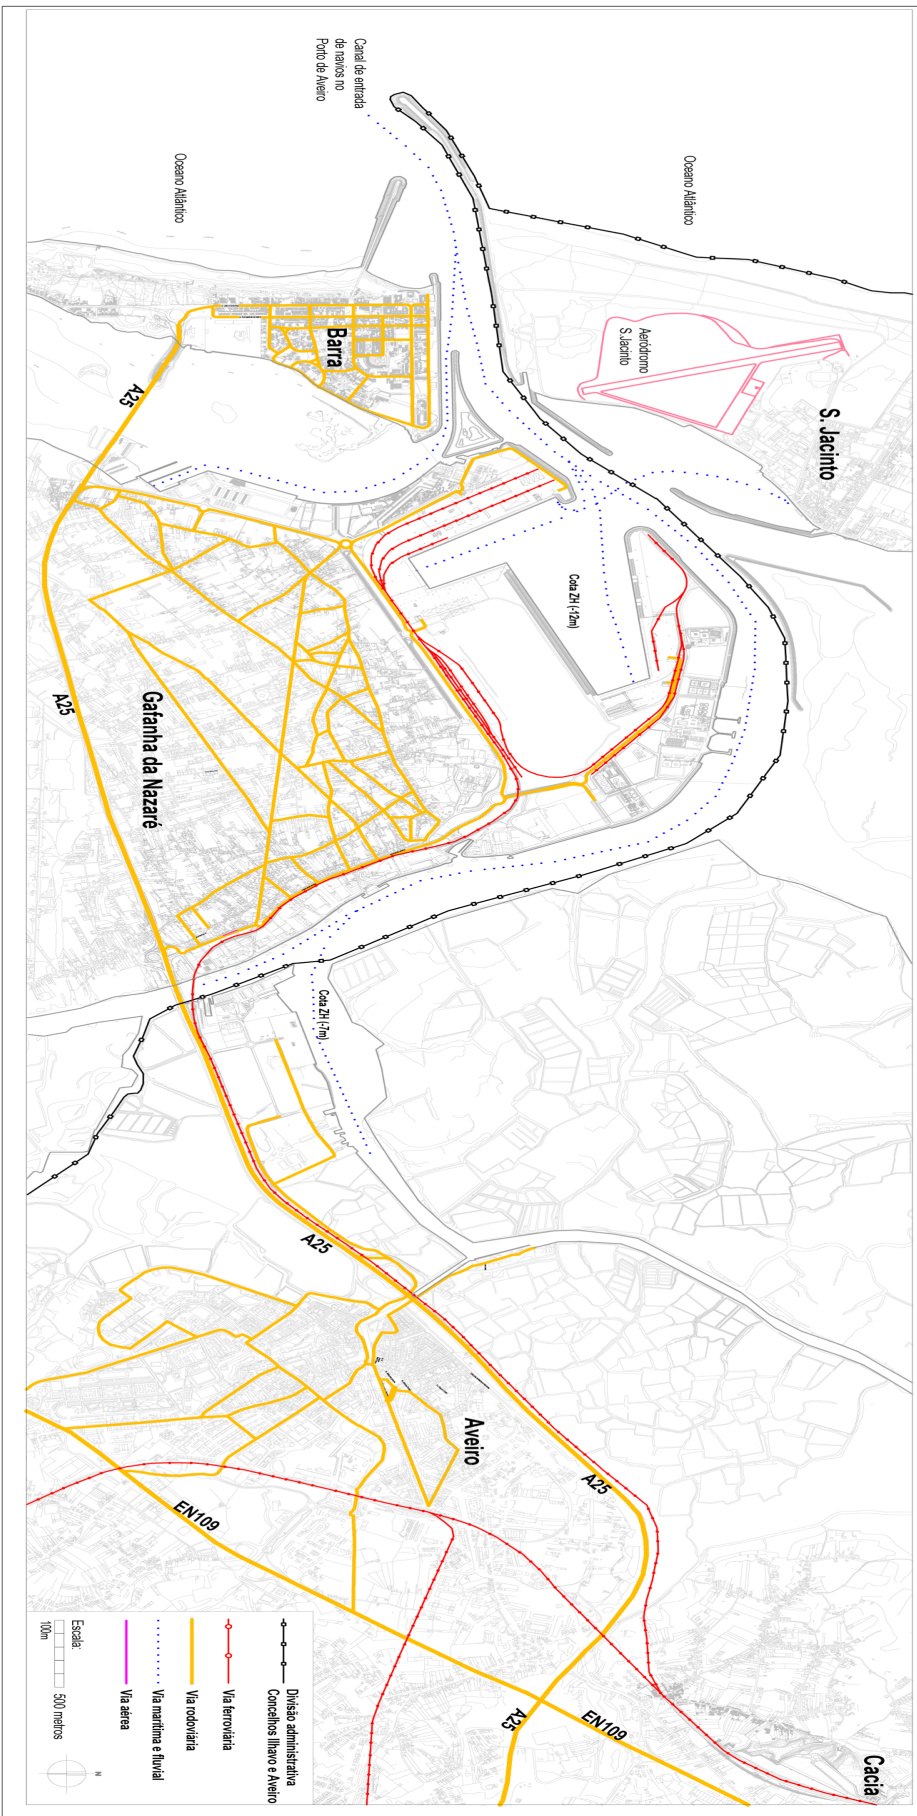 Canal de entrada
de navios no
Porto de Aveiro
Oceano Atlântico
Oceano Atlântico
Aeródromo
S.Jacinto
S. Jacinto
Barra
A25
Cota ZH (-12m)
A25
Gafanha da Nazaré
Cota ZH (-7m)
A25
Aveiro
A25
EN109
EN109
A25
Cacia
Divisão administrativa
Concelhos Ílhavo e Aveiro
Via ferroviária
Via rodoviária
Via marítima e fluvial
Via aérea
Escala:
100m
500 metros
N